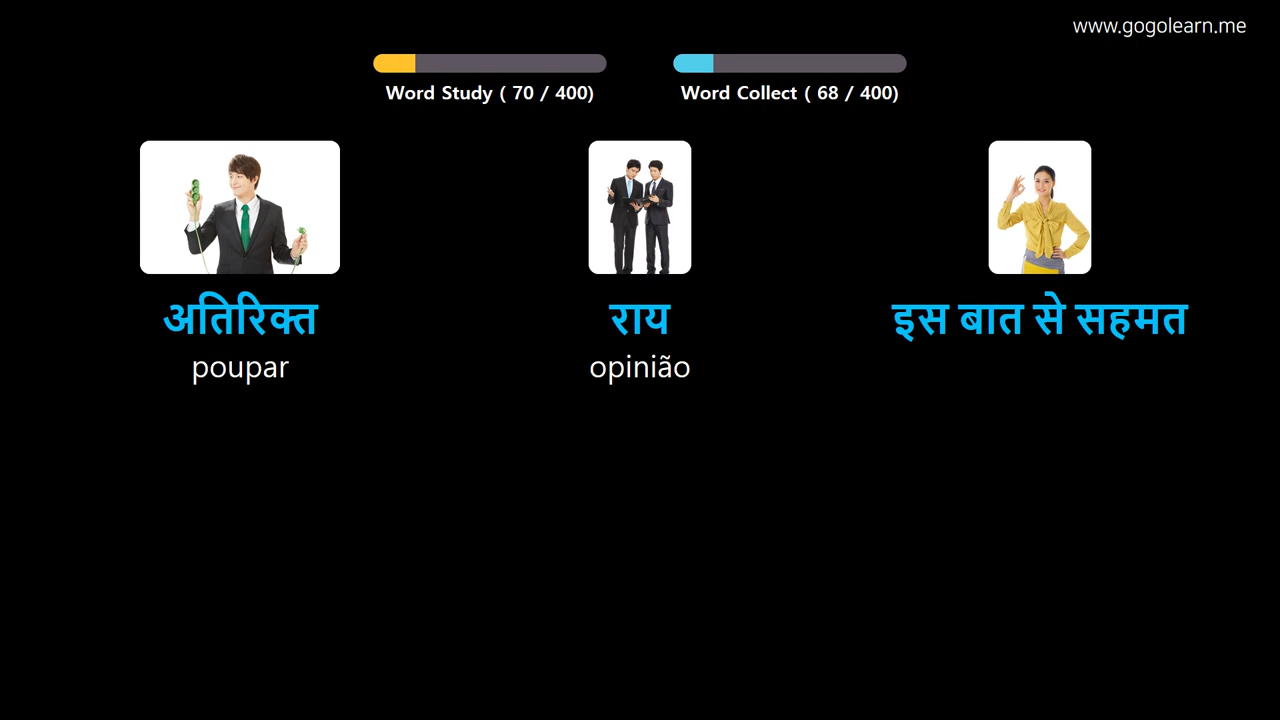 www.gogolearn.me
Word Study ( 70 / 400)
Word Collect ( 68 / 400)
अतिरिक्त
poupar
राय
opinião
इस बात से सहमत